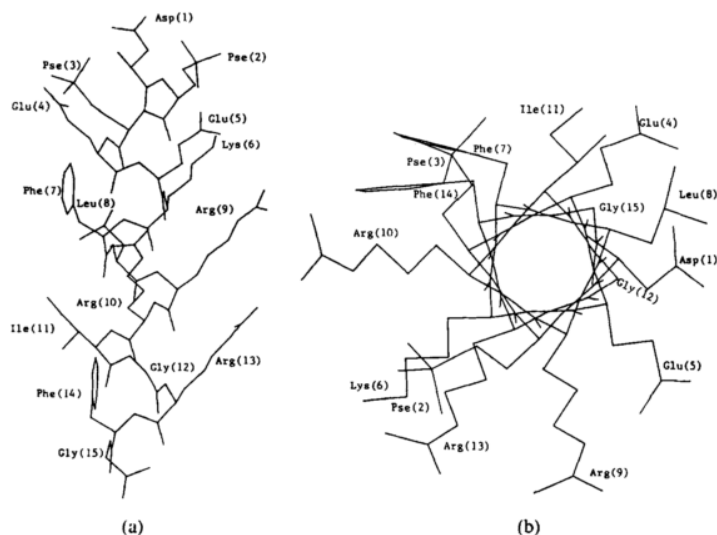 Asp(1)
Pse(3)
Pse(2)
Glu(4)
Glu(5)
Lys(6)
Phe(7)
Leu(8)
Arg(9)
Arg(10)
Ile(11)
Gly(12)
Arg(13)
Phe(14)
Gly(15)
(a)
Ile(11)
Glu(4)
Phe(7)
Pse(3)
Leu(8)
Phe(14)
Gly(15)
Arg(10)
Asp(1)
Gly(12)
Glu(5)
Lys(6)
Pse(2)
Arg(13)
Arg(9)
(b)